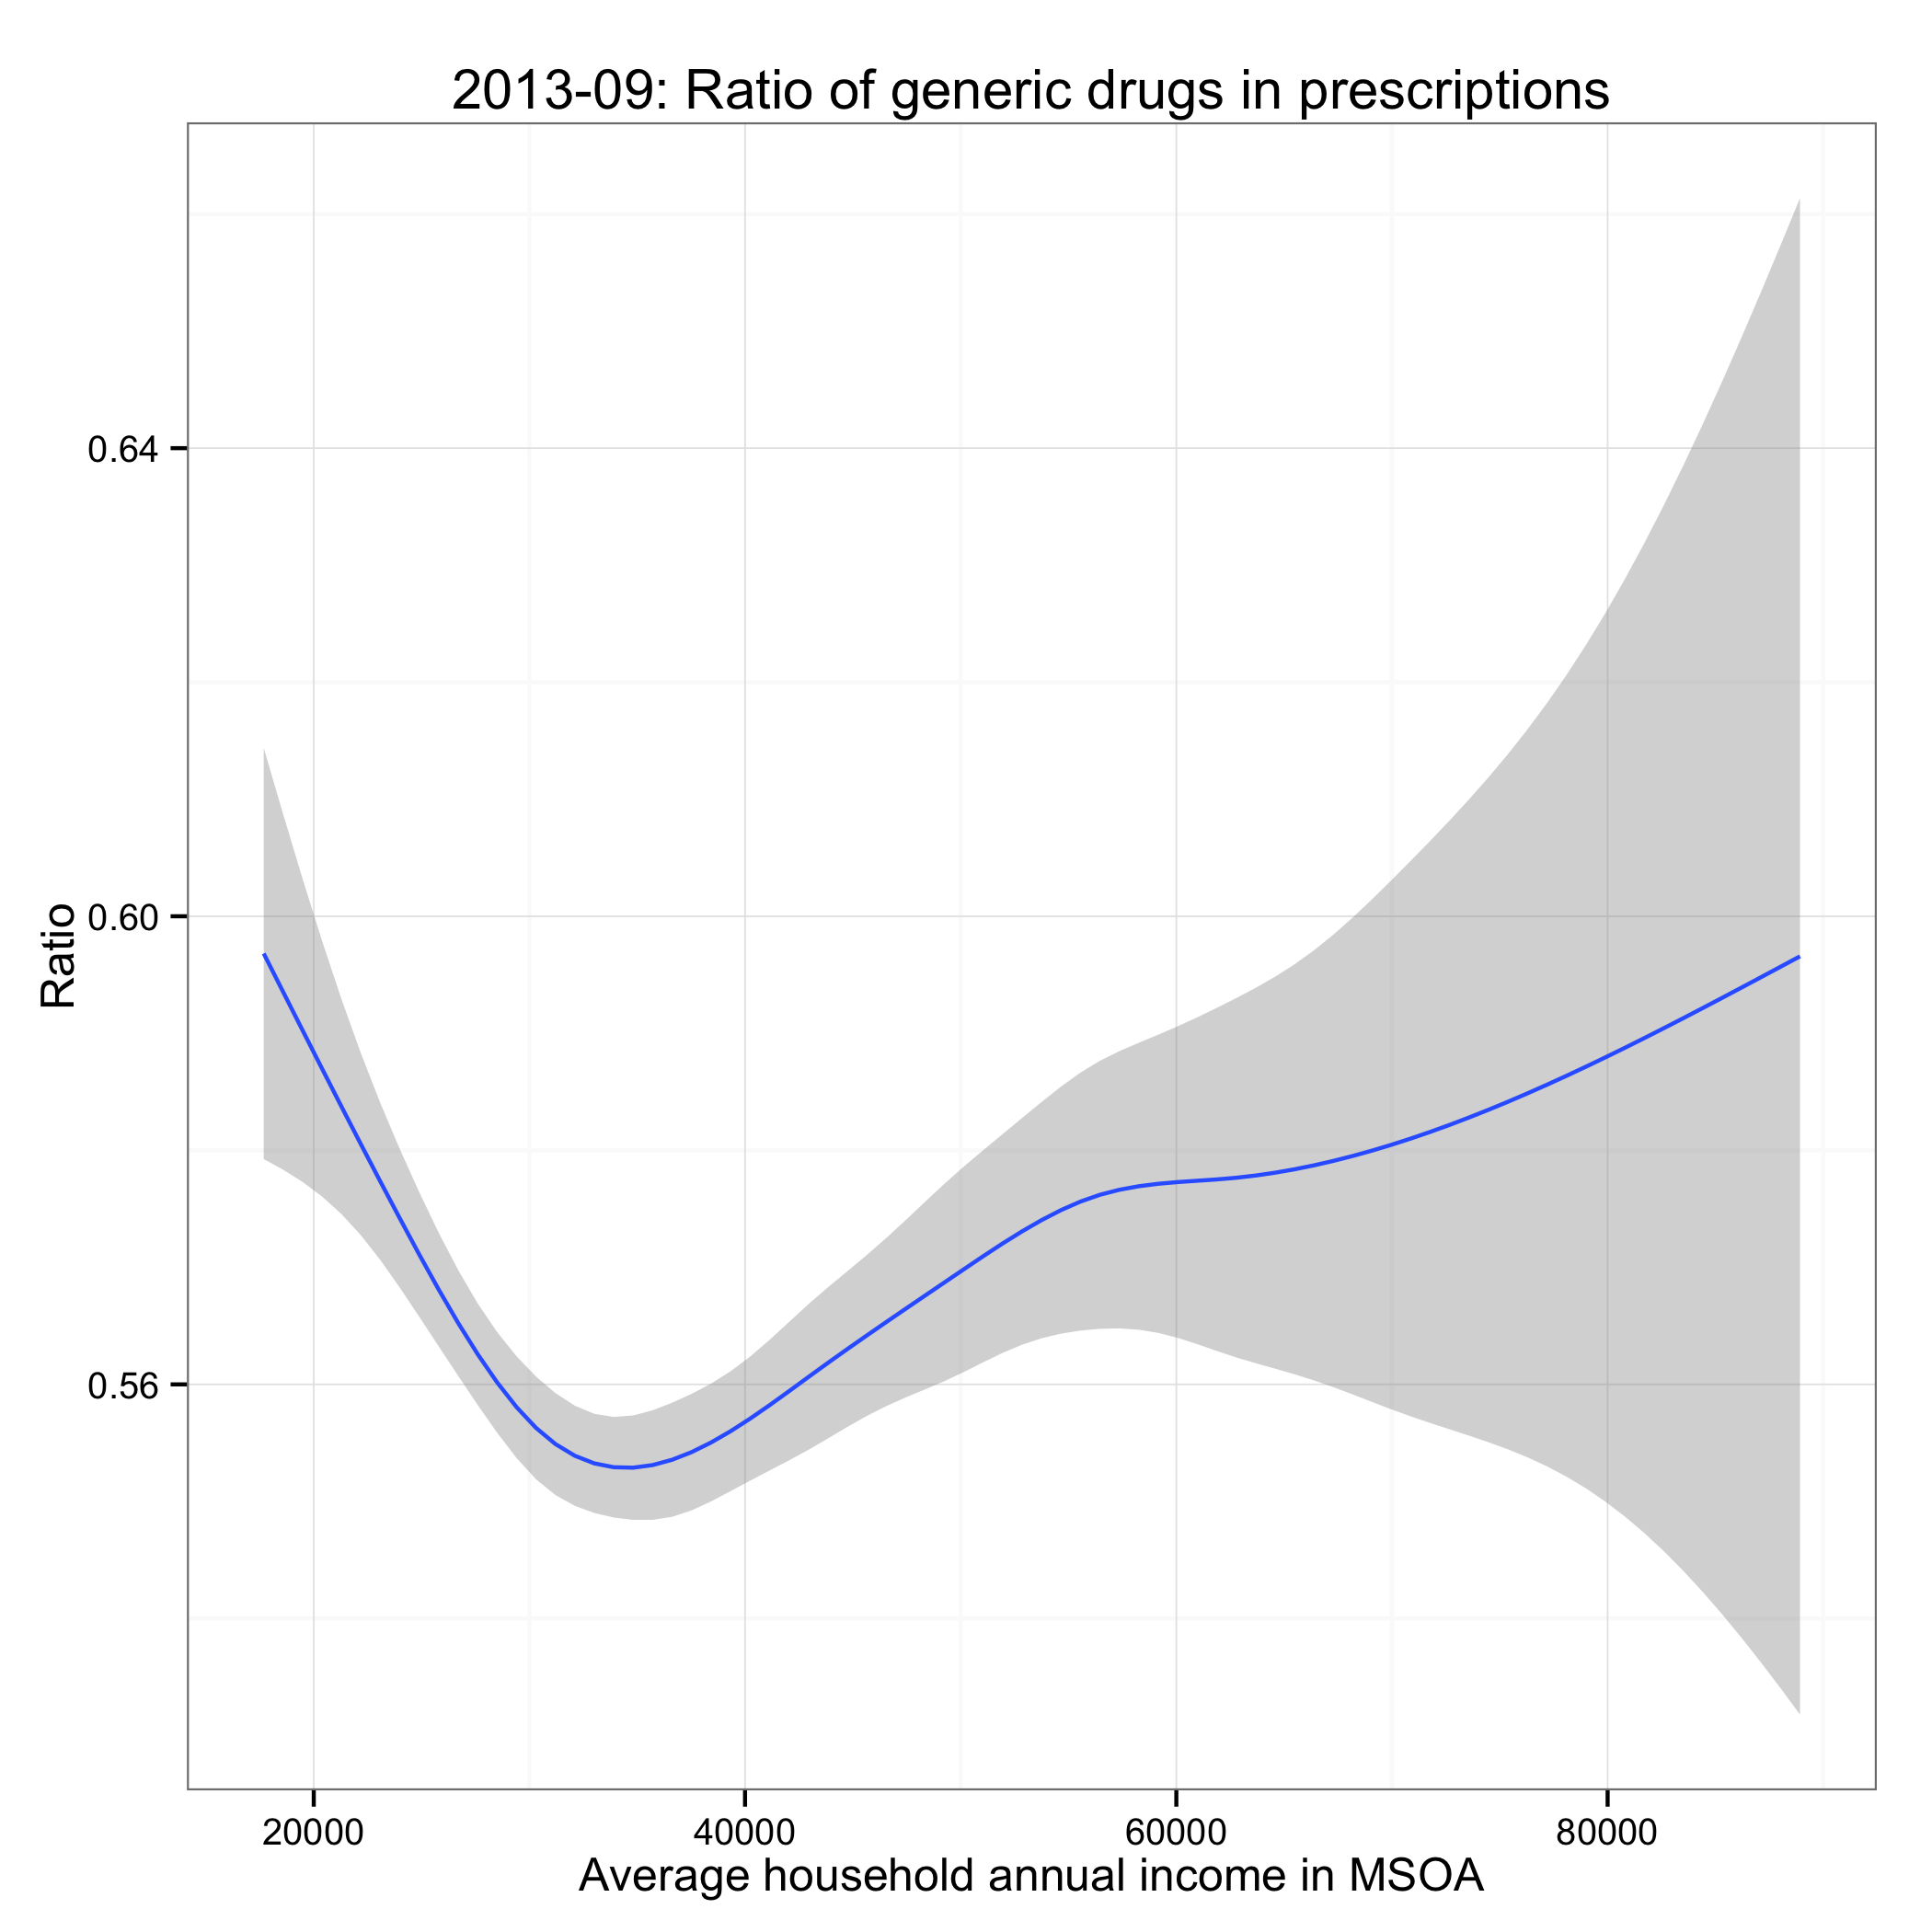 2013-09: Ratio of generic drugs in prescriptions
Ratio
0.64
0.60
0.56
20000 40000 60000 80000
Average household annual income in MSOA